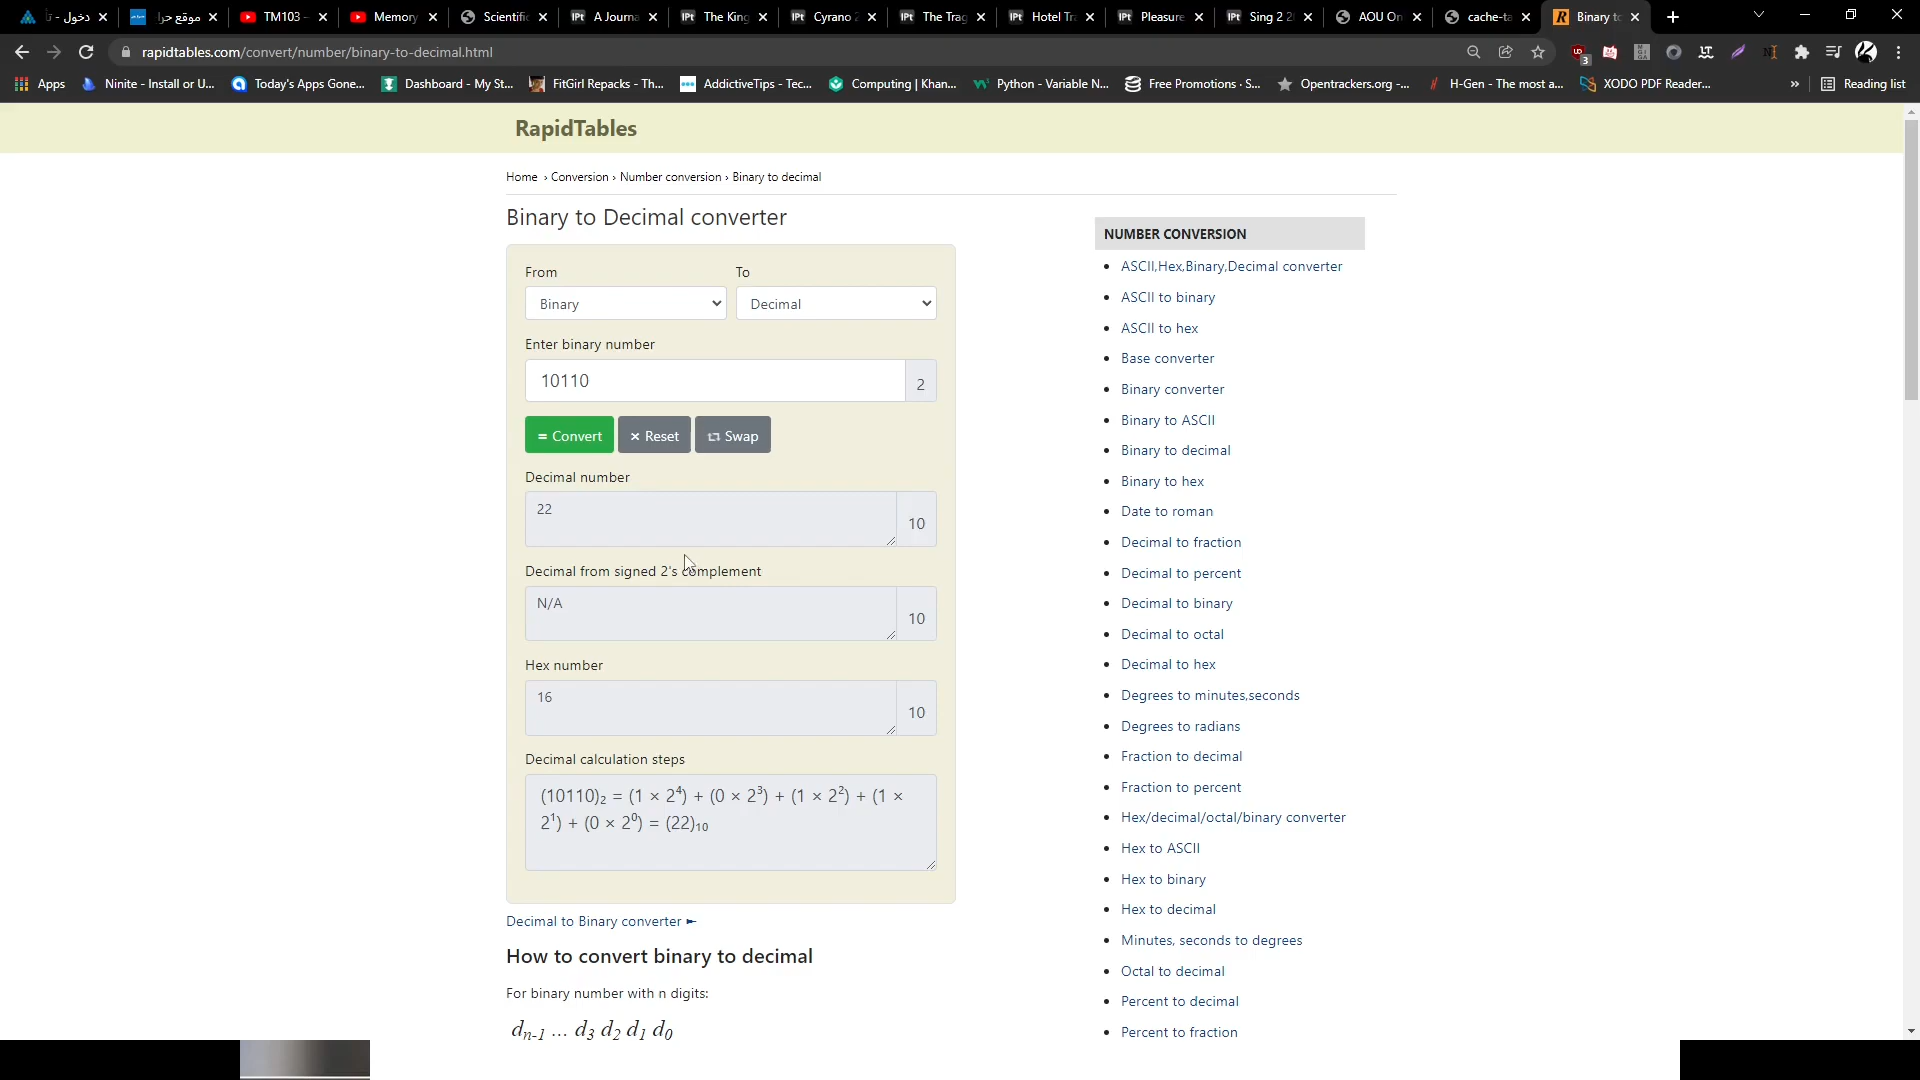 دخول - تا
موقع حرا
TM103 -
Memory
Scientific
A Journa
The King
Cyrano 2
The Trag
Hotel Tra
Pleasure
Sing 2 2
AOU On
cache-ta
Binary to
rapidtables.com/convert/number/binary-to-decimal.html
3
Apps
Ninite - Install or U...
Today's Apps Gone...
Dashboard - My St...
FitGirl Repacks - Th...
AddictiveTips - Tec...
Computing | Khan...
Python - Variable N...
Free Promotions · S...
Opentrackers.org -...
H-Gen - The most a...
XODO PDF Reader...
»
Reading list
RapidTables
Home › Conversion › Number conversion › Binary to decimal
Binary to Decimal converter
From
To
Binary
Decimal
Enter binary number
10110
2
= Convert
× Reset
Swap
Decimal number
22
10
Decimal from signed 2's complement
N/A
10
Hex number
16
10
Decimal calculation steps
(10110)₂ = (1 × 2⁴) + (0 × 2³) + (1 × 2²) + (1 ×
2¹) + (0 × 2⁰) = (22)₁₀
Decimal to Binary converter ►
How to convert binary to decimal
For binary number with n digits:
dn-1 ... d3 d2 d1 d0
NUMBER CONVERSION
ASCII,Hex,Binary,Decimal converter
ASCII to binary
ASCII to hex
Base converter
Binary converter
Binary to ASCII
Binary to decimal
Binary to hex
Date to roman
Decimal to fraction
Decimal to percent
Decimal to binary
Decimal to octal
Decimal to hex
Degrees to minutes,seconds
Degrees to radians
Fraction to decimal
Fraction to percent
Hex/decimal/octal/binary converter
Hex to ASCII
Hex to binary
Hex to decimal
Minutes, seconds to degrees
Octal to decimal
Percent to decimal
Percent to fraction